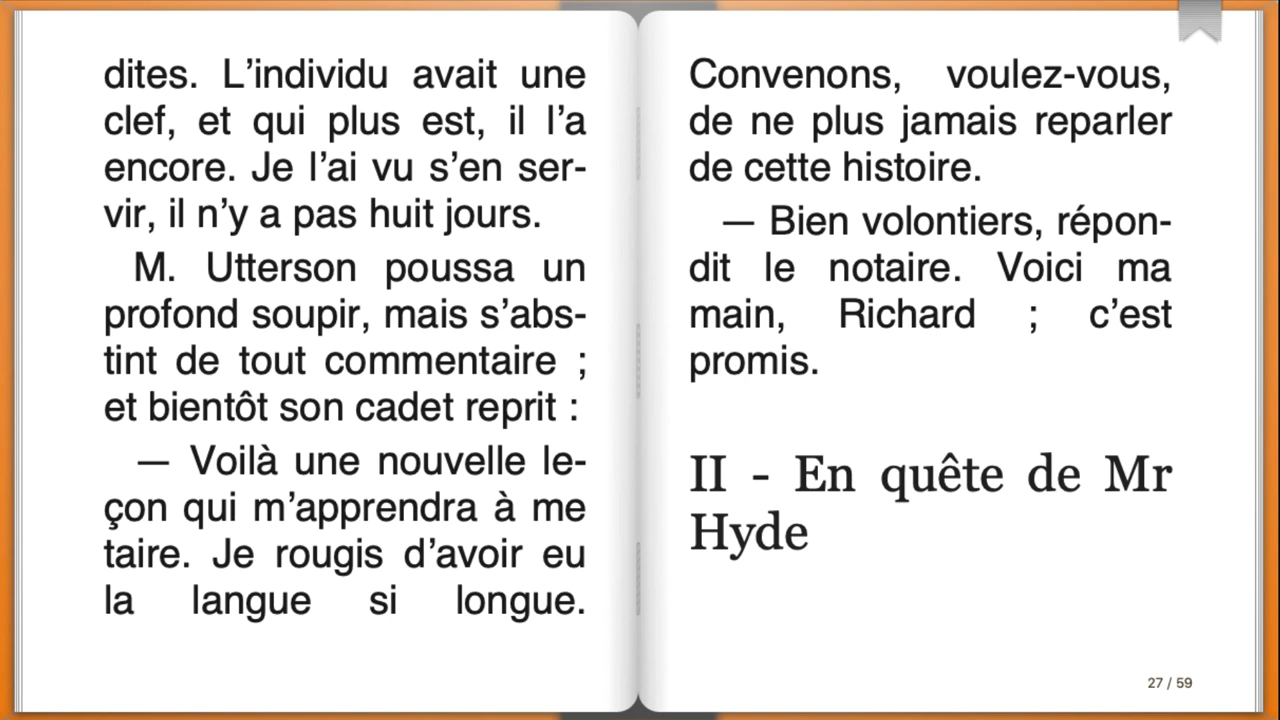 dites. L’individu avait une
clef, et qui plus est, il l’a
encore. Je l’ai vu s’en ser-
vir, il n’y a pas huit jours.
M. Utterson poussa un
profond soupir, mais s’abs-
tint de tout commentaire ;
et bientôt son cadet reprit :
— Voilà une nouvelle le-
çon qui m’apprendra à me
taire. Je rougis d’avoir eu
la langue si longue.
Convenons, voulez-vous,
de ne plus jamais reparler
de cette histoire.
— Bien volontiers, répon-
dit le notaire. Voici ma
main, Richard ; c’est
promis.
II - En quête de Mr
Hyde
27 / 59